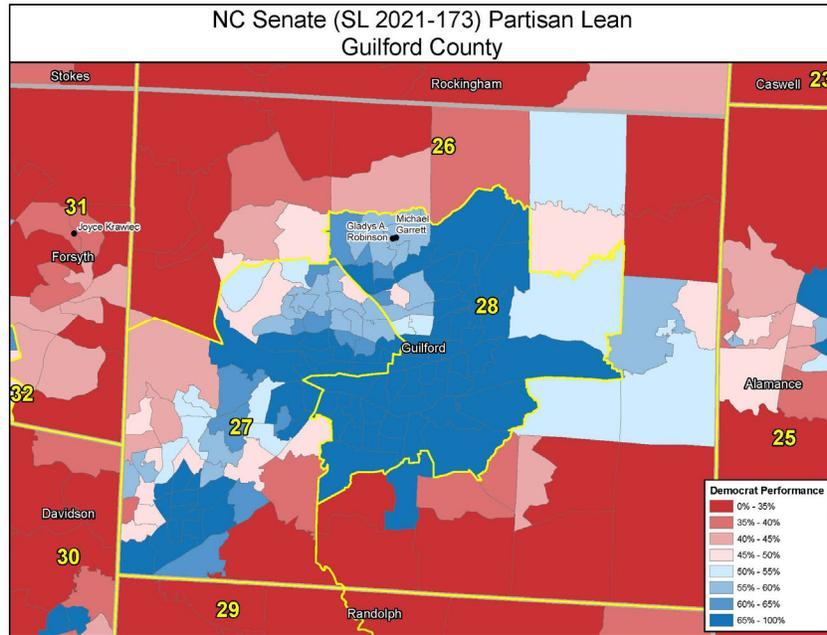 NC Senate (SL 2021-173) Partisan Lean
Guilford County
Stokes
Rockingham
Caswell 23
26
31
Joyce Krawiec
Forsyth
Gladys A.
Robinson
Michael
Garrett
28
Guilford
32
27
Alamance
25
Davidson
30
29
Randolph
Democrat Performance
0% - 35%
35% - 40%
40% - 45%
45% - 50%
50% - 55%
55% - 60%
60% - 65%
65% - 100%